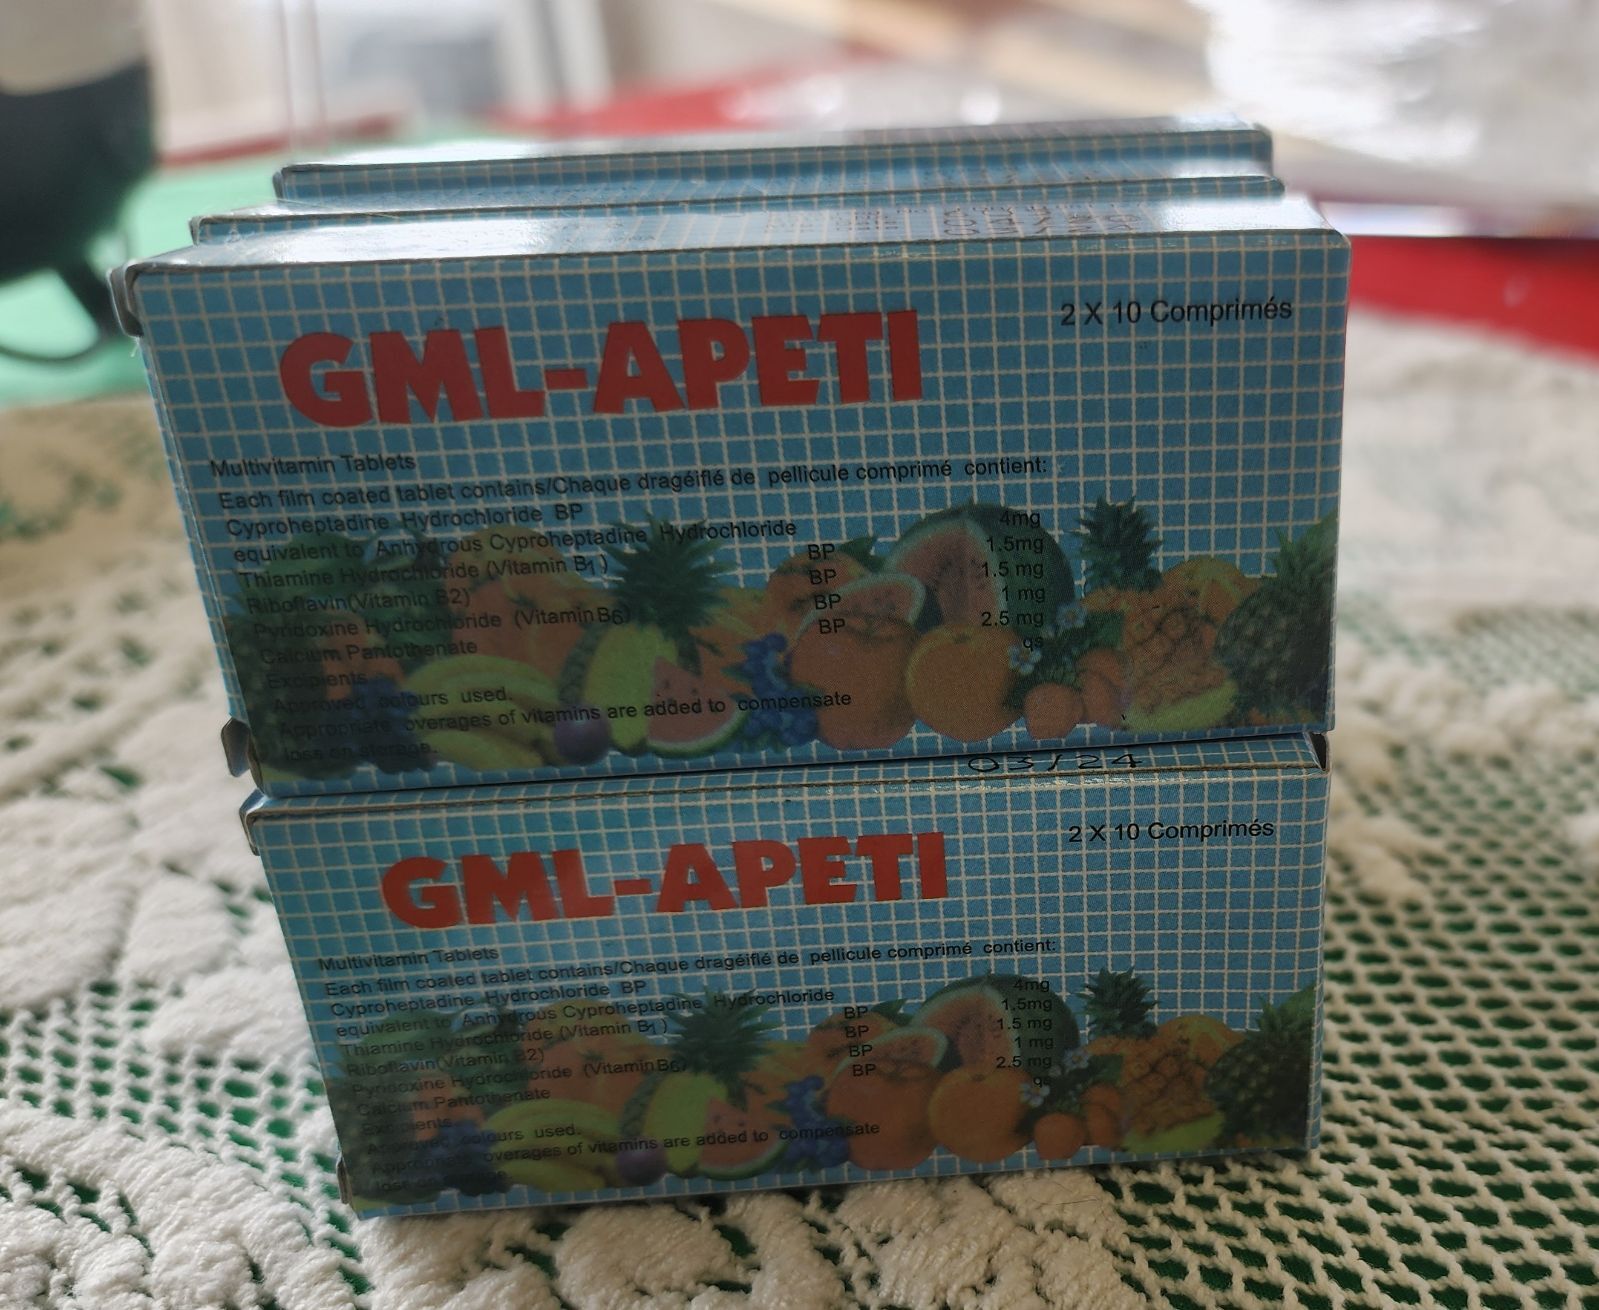 GML-APETI
2 X 10 Comprimés
Multivitamin Tablets
Each film coated tablet contains/Chaque dragéifié de pellicule comprimé contient:
Cyproheptadine Hydrochloride BP
equivalent to Anhydrous Cyproheptadine Hydrochloride 4mg
Thiamine Hydrochloride (Vitamin B1) BP 1.5mg
Riboflavin(Vitamin B2) BP 1.5 mg
Pyridoxine Hydrochloride (Vitamin B6) BP 1 mg
Calcium Pantothenate BP 2.5 mg
Excipients qs
Approved colours used.
Appropriate overages of vitamins are added to compensate
loss on storage.
03/24
GML-APETI
2 X 10 Comprimés
Multivitamin Tablets
Each film coated tablet contains/Chaque dragéifié de pellicule comprimé contient:
Cyproheptadine Hydrochloride BP
equivalent to Anhydrous Cyproheptadine Hydrochloride 4mg
Thiamine Hydrochloride (Vitamin B1) BP 1.5mg
Riboflavin(Vitamin B2) BP 1.5 mg
Pyridoxine Hydrochloride (Vitamin B6) BP 1 mg
Calcium Pantothenate BP 2.5 mg
Excipients qs
Approved colours used.
Appropriate overages of vitamins are added to compensate
loss on storage.